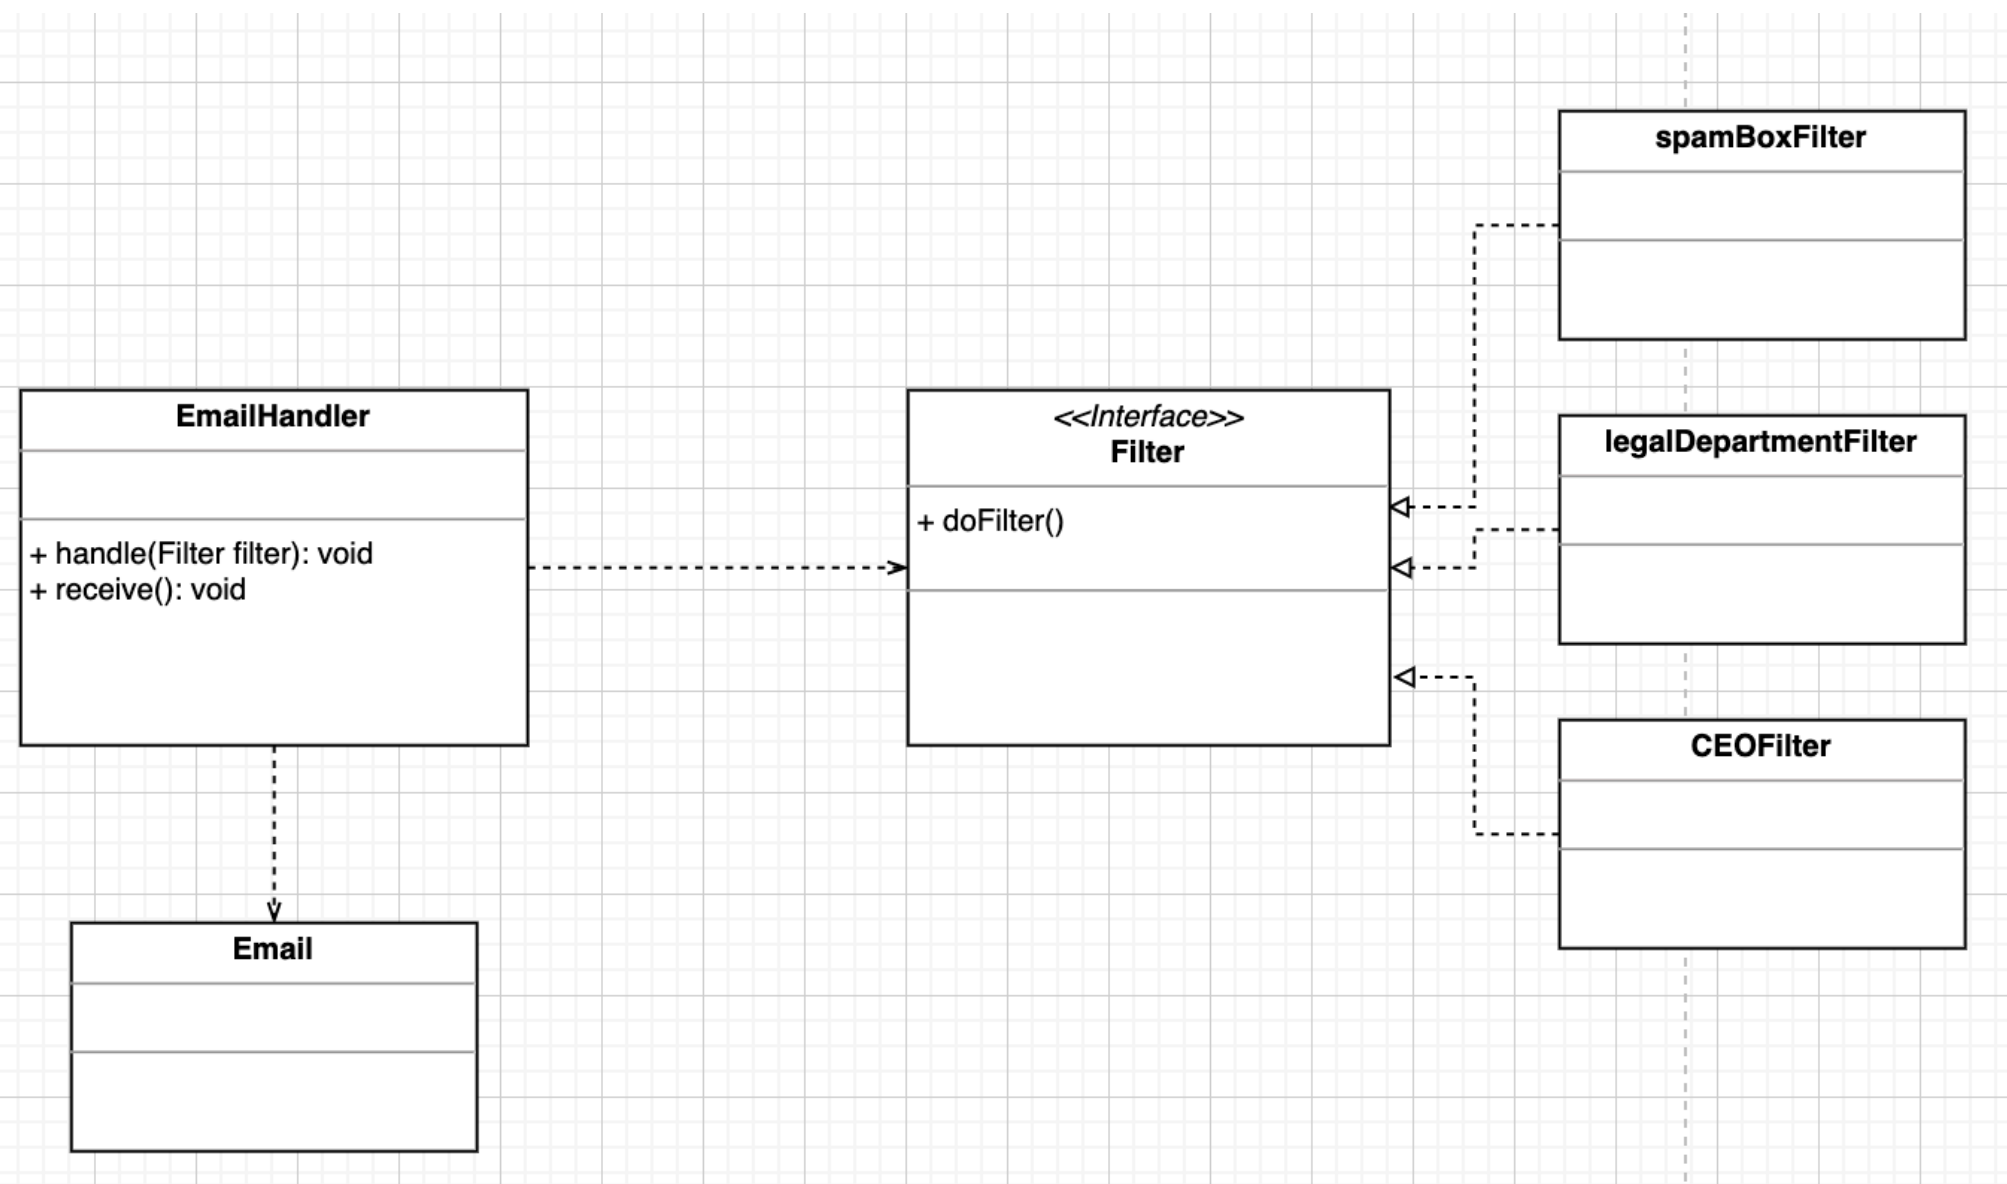 spamBoxFilter
EmailHandler
+ handle(Filter filter): void
+ receive(): void
<<Interface>>
Filter
+ doFilter()
legalDepartmentFilter
CEOFilter
Email